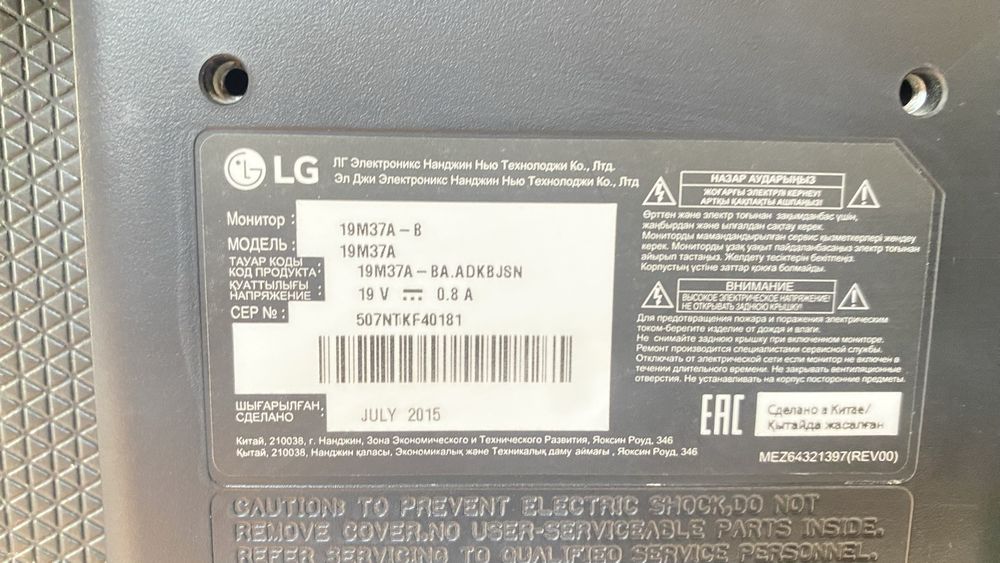 LG
ЛГ Электроникс Нанджин Нью Технолоджи Ко., Лтд.
Эл Джи Электроникс Нанджин Нью Технолоджи Ко., Лтд
Монитор : 19M37A-B
МОДЕЛЬ: 19M37A
ТАУАР КОДЫ
КОД ПРОДУКТА: 19M37A-BA.ADKBJSN
ҚУАТТЫЛЫҒЫ
НАПРЯЖЕНИЕ : 19 V ⎓ 0.8 A
СЕР № : 507NTKF40181
ШЫҒАРЫЛҒАН,
СДЕЛАНО : JULY 2015
Китай, 210038, г. Нанджин, Зона Экономического и Технического Развития, Яоксин Роуд, 346
Қытай, 210038, Нанджин қаласы, Экономикалық және Техникалық даму аймағы , Яоксин Роуд, 346
НАЗАР АУДАРЫҢЫЗ
ЖОҒАРҒЫ ЭЛЕКТРЛІ КЕРНЕУ!
АРТҚЫ ҚАҚПАҚТЫ АШПАҢЫЗ!
Өрттен және электр тоғынан зақымданбас үшін,
жаңбырдан және ылғалдан сақтау керек.
Мониторды мамандандырылған сервис қызметкерлері жөндеу
керек. Мониторды ұзақ уақыт пайдаланбасаңыз электр тоғынан
айырып тастаңыз. Желдету тесіктерін бекітпеңіз.
Корпустың үстіне заттар қоюға болмайды.
ВНИМАНИЕ
ВЫСОКОЕ ЭЛЕКТРИЧЕСКОЕ НАПРЯЖЕНИЕ!
НЕ ОТКРЫВАТЬ ЗАДНЮЮ КРЫШКУ!
Для предотвращения пожара и поражения электрическим
током-берегите изделие от дождя и влаги.
Не снимайте заднюю крышку при включенном мониторе.
Ремонт производится специалистами сервисной службы.
Отключать от электрической сети если монитор не включен в
течении длительного времени. Не закрывать вентиляционные
отверстия. Не устанавливать на корпус посторонние предметы.
EAC
Сделано в Китае/
Қытайда жасалған
MEZ64321397(REV00)
CAUTION: TO PREVENT ELECTRIC SHOCK,DO NOT
REMOVE COVER.NO USER-SERVICEABLE PARTS INSIDE.
REFER SERVICING TO QUALIFIED SERVICE PERSONNEL.